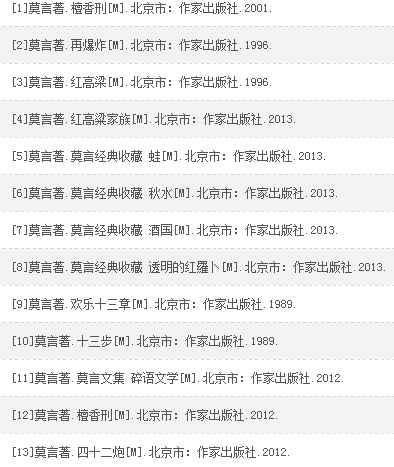 [1]莫言著.檀香刑[M].北京市：作家出版社.2001.
[2]莫言著.再爆炸[M].北京市：作家出版社.1996.
[3]莫言著.红高梁[M].北京市：作家出版社.1996.
[4]莫言著.红高粱家族[M].北京市：作家出版社.2013.
[5]莫言著.莫言经典收藏 蛙[M].北京市：作家出版社.2013.
[6]莫言著.莫言经典收藏 秋水[M].北京市：作家出版社.2013.
[7]莫言著.莫言经典收藏 酒国[M].北京市：作家出版社.2013.
[8]莫言著.莫言经典收藏 透明的红羅卜[M].北京市：作家出版社.2013.
[9]莫言著.欢乐十三章[M].北京市：作家出版社.1989.
[10]莫言著.十三步[M].北京市：作家出版社.1989.
[11]莫言著.莫言文集 碎语文学[M].北京市：作家出版社.2012.
[12]莫言著.檀香刑[M].北京市：作家出版社.2012.
[13]莫言著.四十二炮[M].北京市：作家出版社.2012.